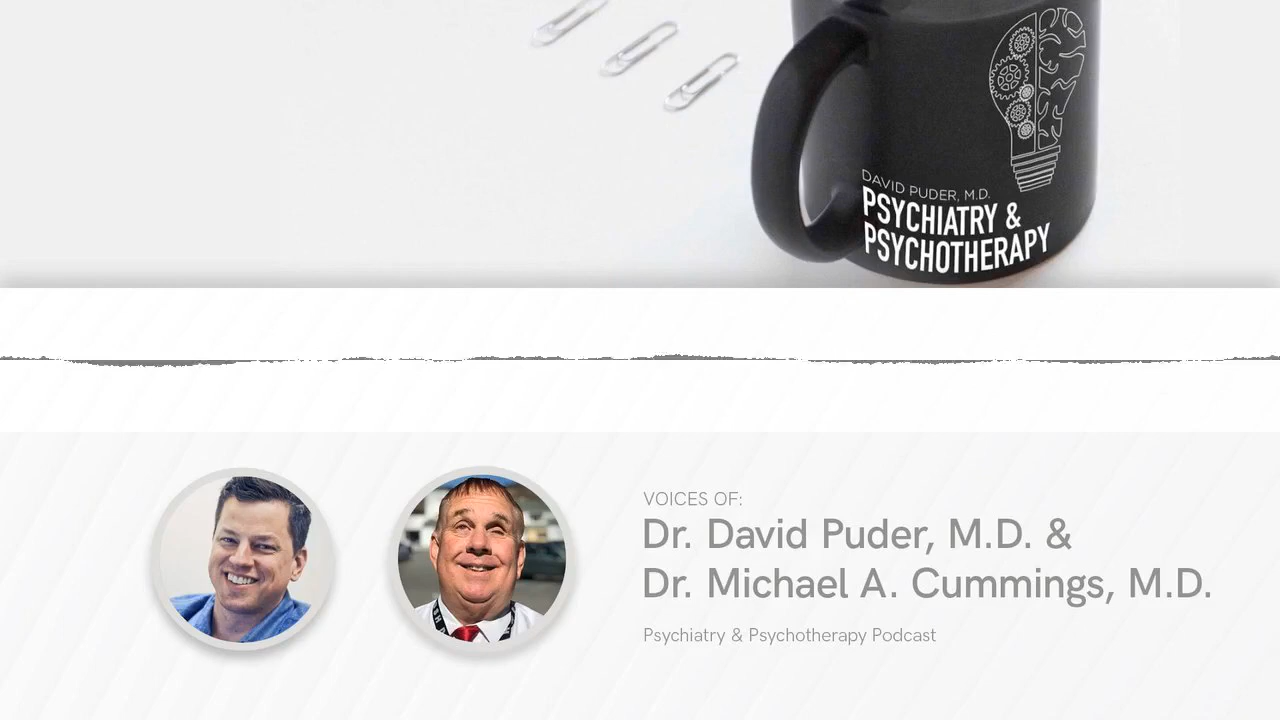 DAVID PUDER, M.D.
PSYCHIATRY &
PSYCHOTHERAPY
VOICES OF:
Dr. David Puder, M.D. &
Dr. Michael A. Cummings, M.D.
Psychiatry & Psychotherapy Podcast